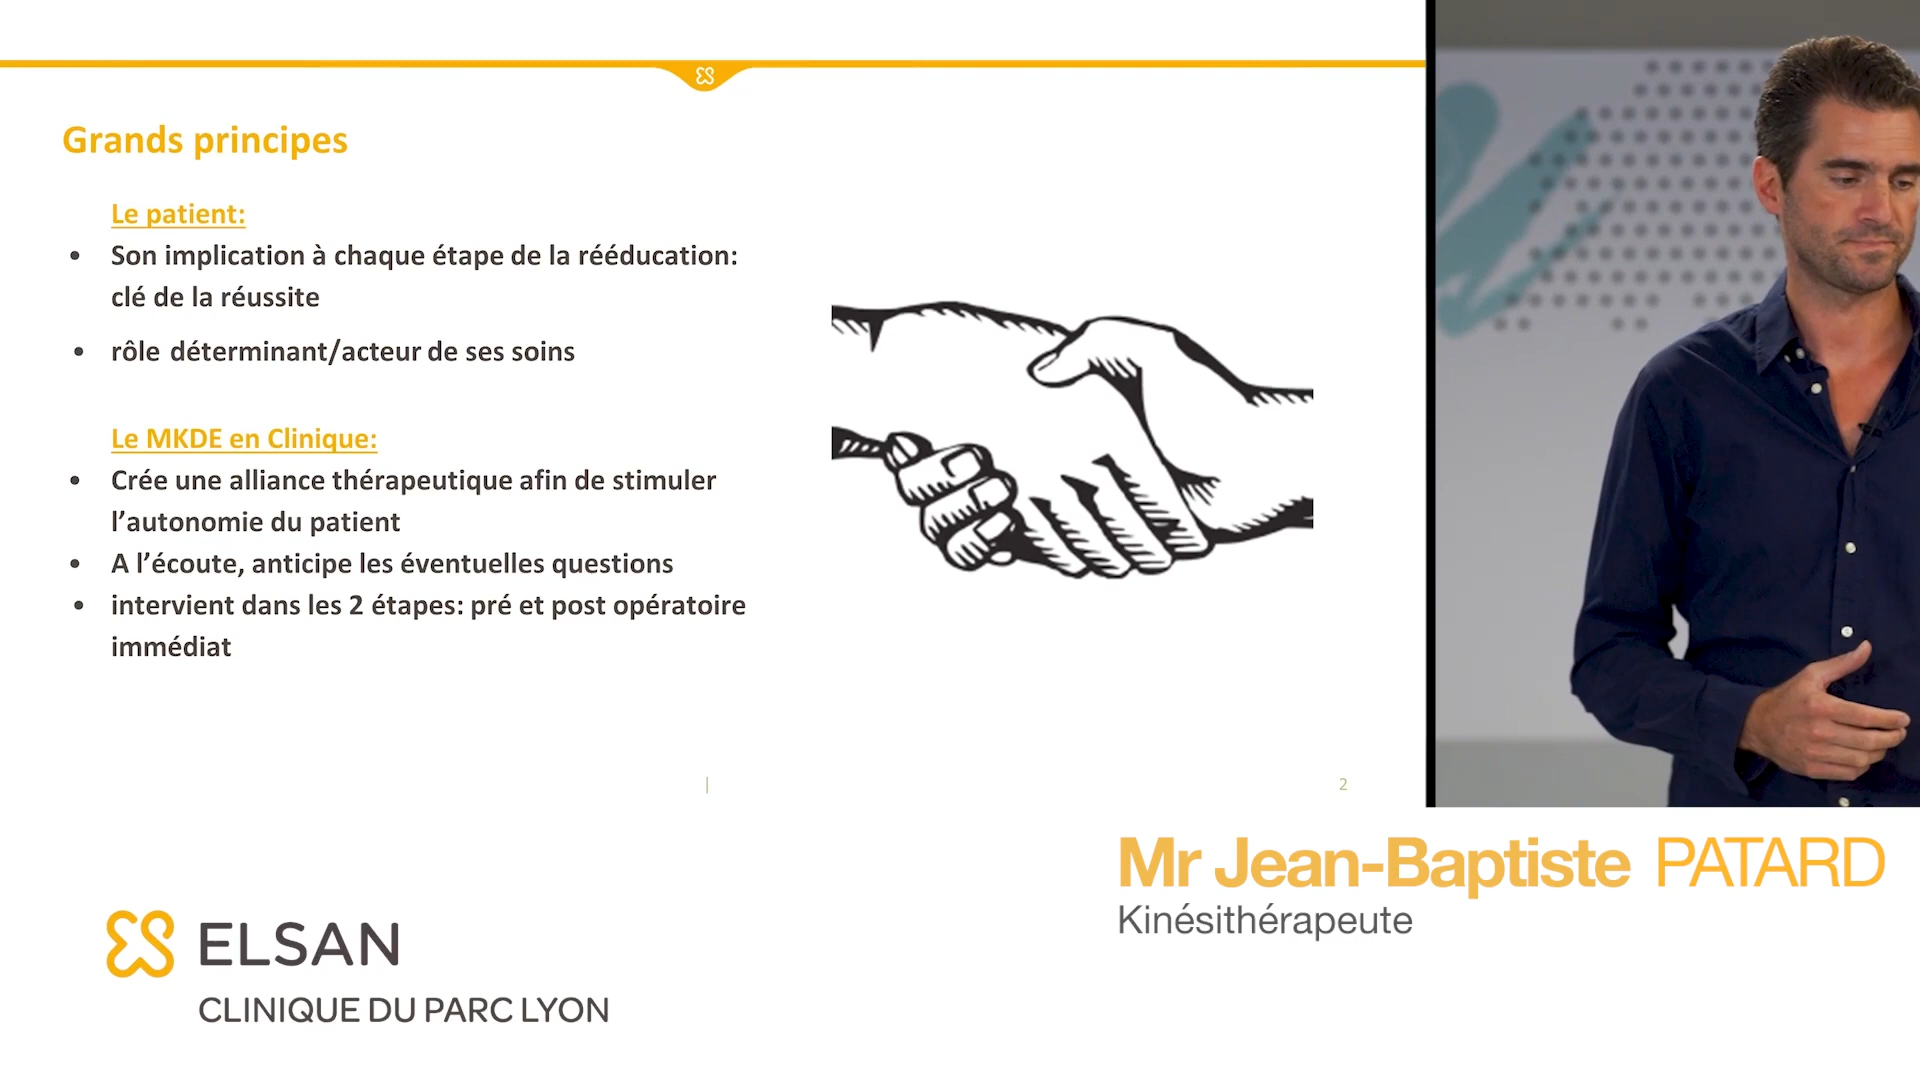 Grands principes
Le patient:
• Son implication à chaque étape de la rééducation:
clé de la réussite
• rôle déterminant/acteur de ses soins
Le MKDE en Clinique:
• Crée une alliance thérapeutique afin de stimuler
l’autonomie du patient
• A l’écoute, anticipe les éventuelles questions
• intervient dans les 2 étapes: pré et post opératoire
immédiat
|
2
Mr Jean-Baptiste PATARD
Kinésithérapeute
ELSAN
CLINIQUE DU PARC LYON